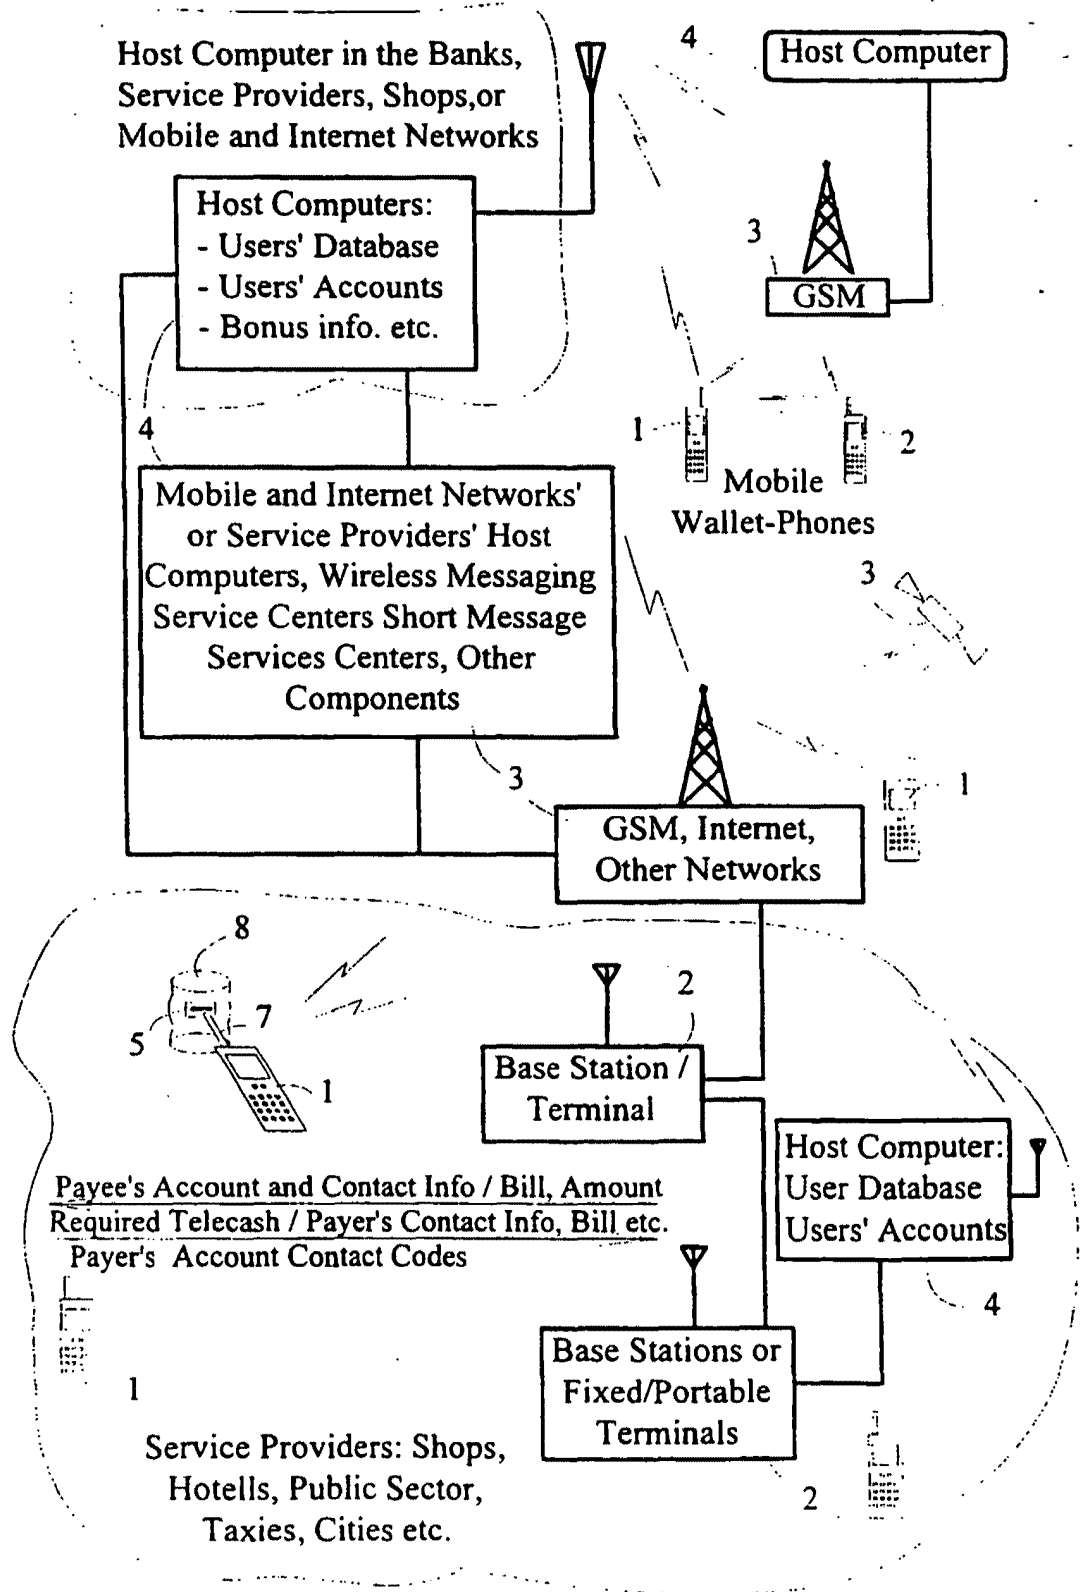 4
Host Computer
Host Computer in the Banks,
Service Providers, Shops,or
Mobile and Internet Networks
Host Computers:
- Users' Database
- Users' Accounts
- Bonus info. etc.
3
GSM
4
1
2
Mobile
Wallet-Phones
Mobile and Internet Networks'
or Service Providers' Host
Computers, Wireless Messaging
Service Centers Short Message
Services Centers, Other
Components
3
3
1
GSM, Internet,
Other Networks
8
5
7
1
2
Base Station /
Terminal
Host Computer:
User Database
Users' Accounts
4
Payee's Account and Contact Info / Bill, Amount
Required Telecash / Payer's Contact Info, Bill etc.
Payer's Account Contact Codes
1
Base Stations or
Fixed/Portable
Terminals
2
Service Providers: Shops,
Hotells, Public Sector,
Taxies, Cities etc.